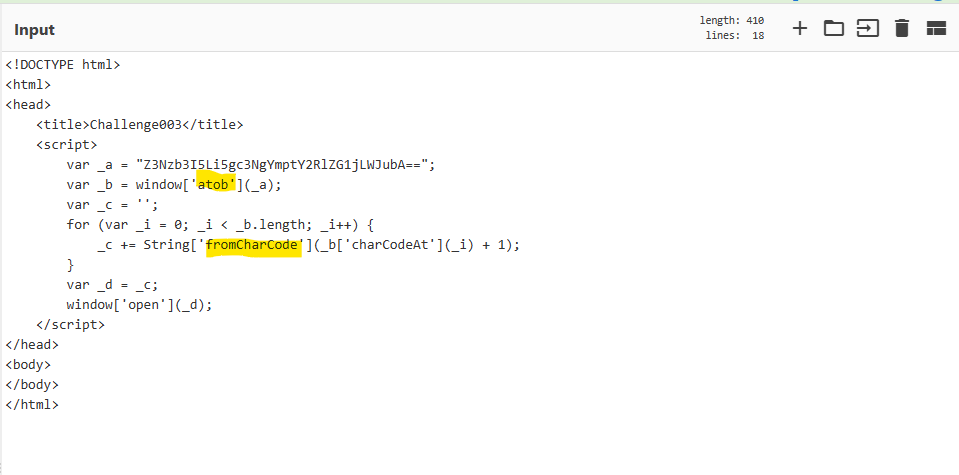 Input
length: 410
lines: 18
<!DOCTYPE html>
<html>
<head>
    <title>Challenge003</title>
    <script>
        var _a = "Z3Nzb3I5Li5gc3NgYmptY2RlZG1jLWJubA==";
        var _b = window['atob'](_a);
        var _c = '';
        for (var _i = 0; _i < _b.length; _i++) {
            _c += String['fromCharCode'](_b['charCodeAt'](_i) + 1);
        }
        var _d = _c;
        window['open'](_d);
    </script>
</head>
<body>
</body>
</html>